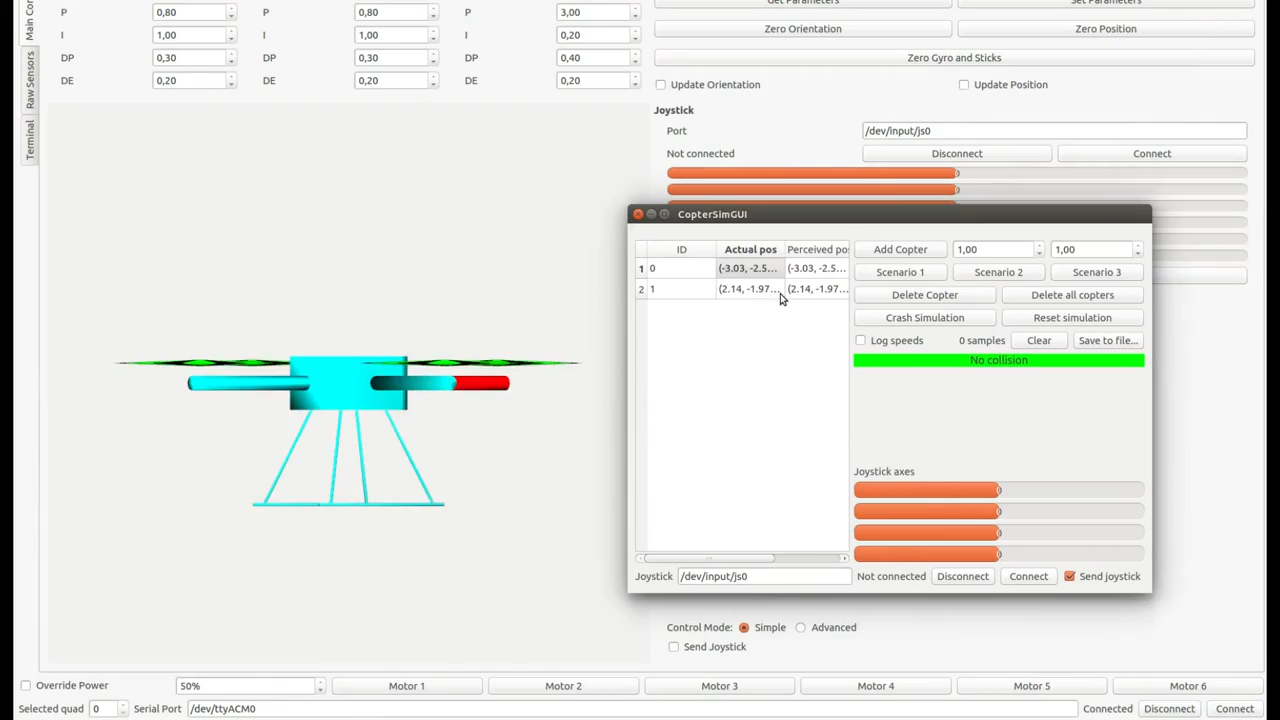 Main Con
Raw Sensors
Terminal
P 0,80 P 0,80 P 3,00
I 1,00 I 1,00 I 0,20
DP 0,30 DP 0,30 DP 0,40
DE 0,20 DE 0,20 DE 0,20
Get Parameters Set Parameters
Zero Orientation Zero Position
Zero Gyro and Sticks
Update Orientation Update Position
Joystick
Port /dev/input/js0
Not connected Disconnect Connect
CopterSimGUI
ID Actual pos Perceived pos
1 0 (-3.03, -2.5... (-3.03, -2.5...
2 1 (2.14, -1.97... (2.14, -1.97...
Add Copter 1,00 1,00
Scenario 1 Scenario 2 Scenario 3
Delete Copter Delete all copters
Crash Simulation Reset simulation
Log speeds 0 samples Clear Save to file...
No collision
Joystick axes
Joystick /dev/input/js0 Not connected Disconnect Connect Send joystick
Control Mode: Simple Advanced
Send Joystick
Override Power 50% Motor 1 Motor 2 Motor 3 Motor 4 Motor 5 Motor 6
Selected quad 0 Serial Port /dev/ttyACM0 Connected Disconnect Connect